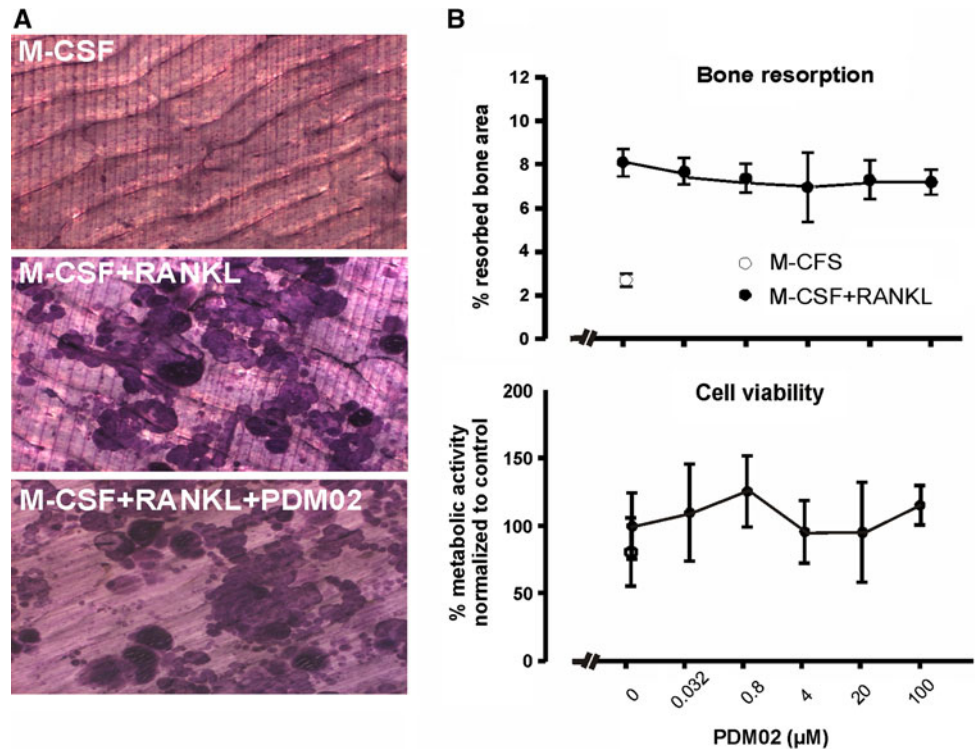 A
M-CSF
M-CSF+RANKL
M-CSF+RANKL+PDM02
B
Bone resorption
% resorbed bone area
12
10
8
6
4
2
0
M-CFS
M-CSF+RANKL
Cell viability
% metabolic activity
normalized to control
200
150
100
50
0
0
0.032
0.8
4
20
100
PDM02 (µM)